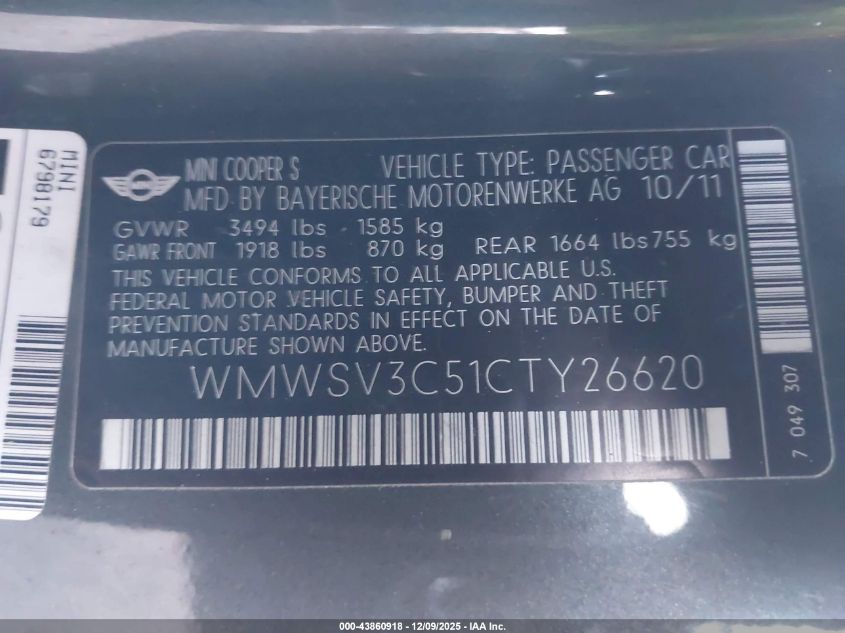 MINI
6798179
MINI COOPER S VEHICLE TYPE: PASSENGER CAR
MFD BY BAYERISCHE MOTORENWERKE AG 10/11
GVWR 3494 lbs 1585 kg
GAWR FRONT 1918 lbs 870 kg REAR 1664 lbs 755 kg
THIS VEHICLE CONFORMS TO ALL APPLICABLE U.S.
FEDERAL MOTOR VEHICLE SAFETY, BUMPER AND THEFT
PREVENTION STANDARDS IN EFFECT ON THE DATE OF
MANUFACTURE SHOWN ABOVE.
WMWSV3C51CTY26620
7 049 307
000-43860918 - 12/09/2025 - IAA Inc.